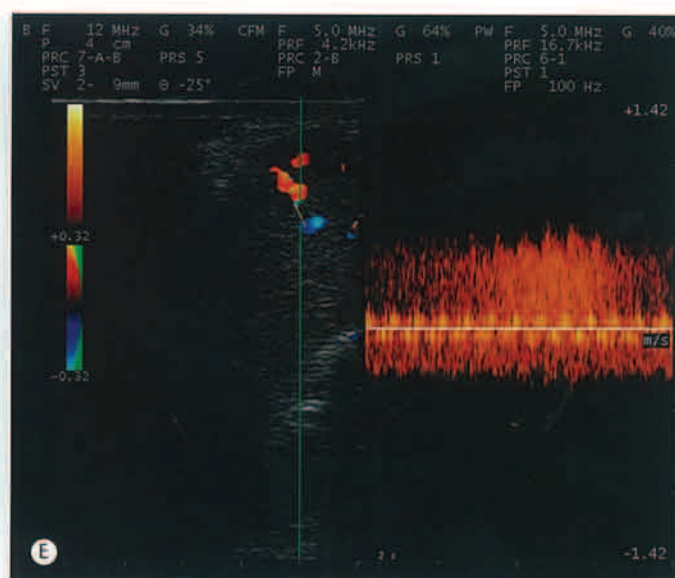 B F 12 MHz G 34% CFM F 5.0 MHz G 64% PW F 5.0 MHz G 40%
P 4 cm PRF 4.2kHz PRF 16.7kHz
PRC 7-A-B PRS 5 PRC 2-B PRS 1 PRC 6-1
PST 3 FP M PST 1
SV 2- 9mm Θ -25° FP 100 Hz
+1.42
+0.32
m/s
-0.32
E
-1.42